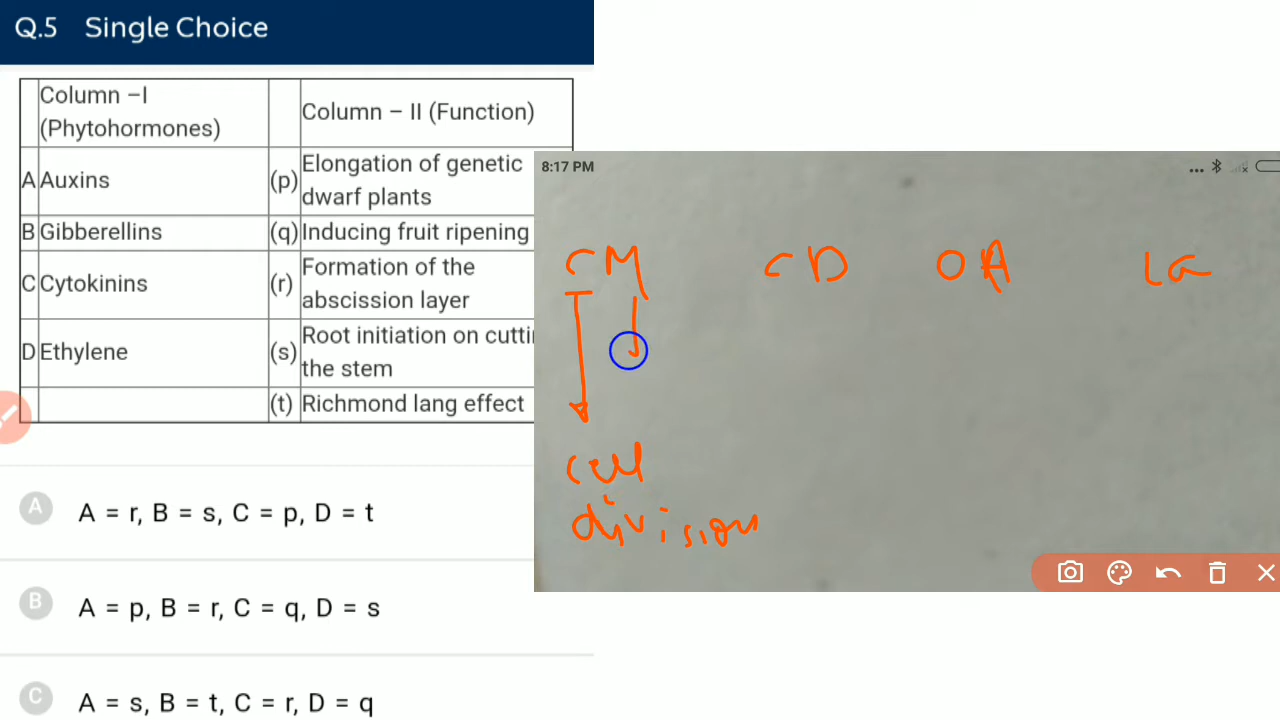 Q.5 Single Choice
Column –I (Phytohormones) Column – II (Function)
A Auxins (p) Elongation of genetic dwarf plants
B Gibberellins (q) Inducing fruit ripening
C Cytokinins (r) Formation of the abscission layer
D Ethylene (s) Root initiation on cutti the stem
(t) Richmond lang effect
A A = r, B = s, C = p, D = t
B A = p, B = r, C = q, D = s
C A = s, B = t, C = r, D = q
8:17 PM
CM CD OA
cell
division